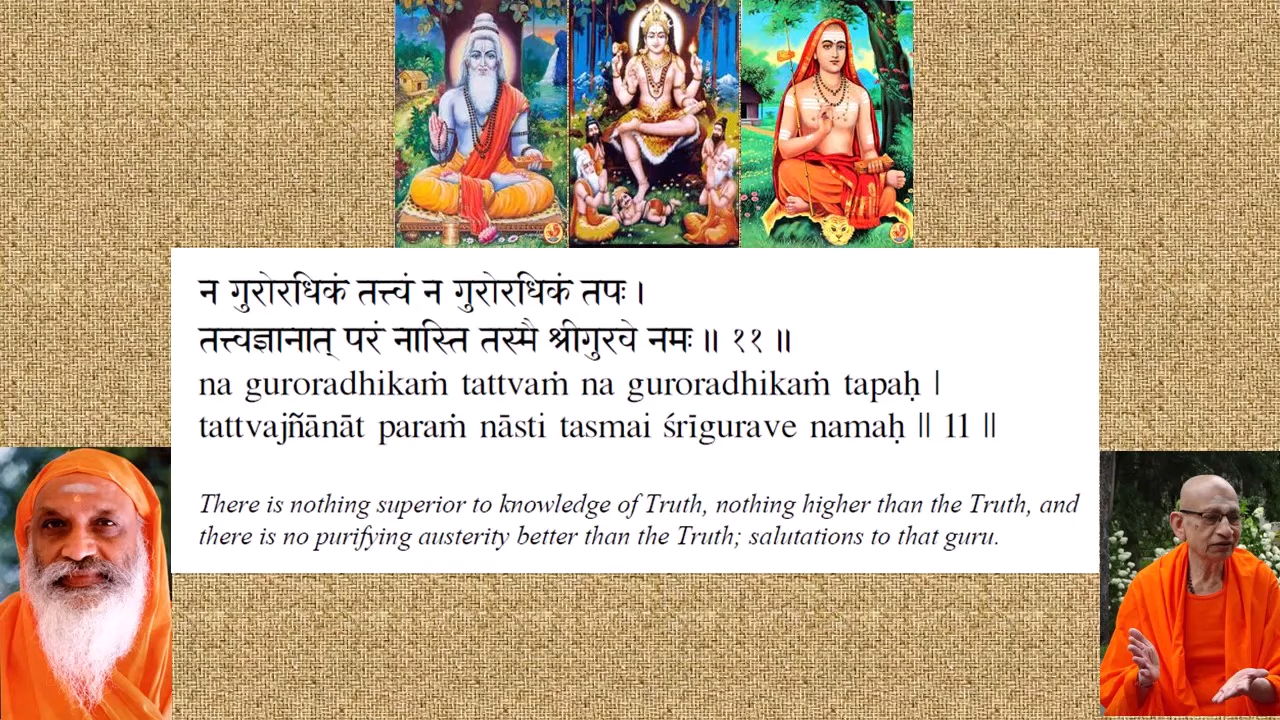 न गुरोरधिकं तत्त्वं न गुरोरधिकं तपः ।
तत्त्वज्ञानात् परं नास्ति तस्मै श्रीगुरवे नमः ॥ ११ ॥
na guroradhikaṁ tattvaṁ na guroradhikaṁ tapaḥ |
tattvajñānāt paraṁ nāsti tasmai śrīgurave namaḥ || 11 ||
There is nothing superior to knowledge of Truth, nothing higher than the Truth, and
there is no purifying austerity better than the Truth; salutations to that guru.